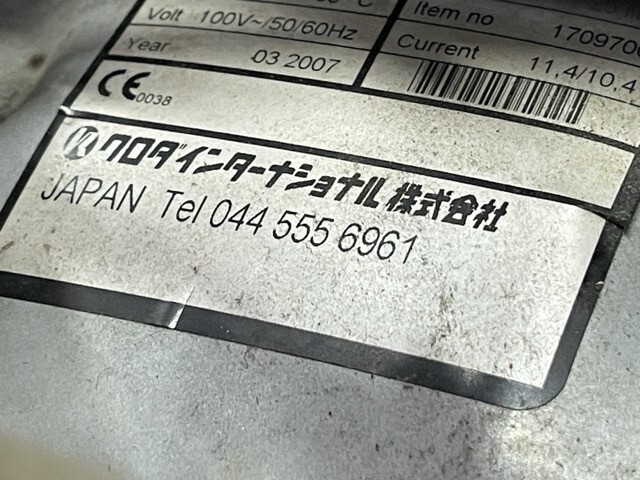 °C
Item no 170970
Volt 100V~/50/60Hz
Current 11,4/10,4
Year 03 2007
CE 0038
クロダインターナショナル株式会社
JAPAN Tel 044 555 6961